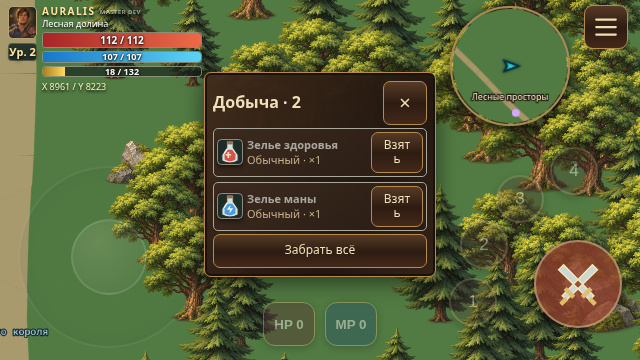 AURALIS MASTER DEV
Лесная долина
112 / 112
Ур. 2
107 / 107
18 / 132
X 8961 / Y 8223
Лесные просторы
Добыча · 2
×
Зелье здоровья
Обычный · ×1
Взят
ь
Зелье маны
Обычный · ×1
Взят
ь
Забрать всё
4
3
2
1
HP 0
MP 0
о короля